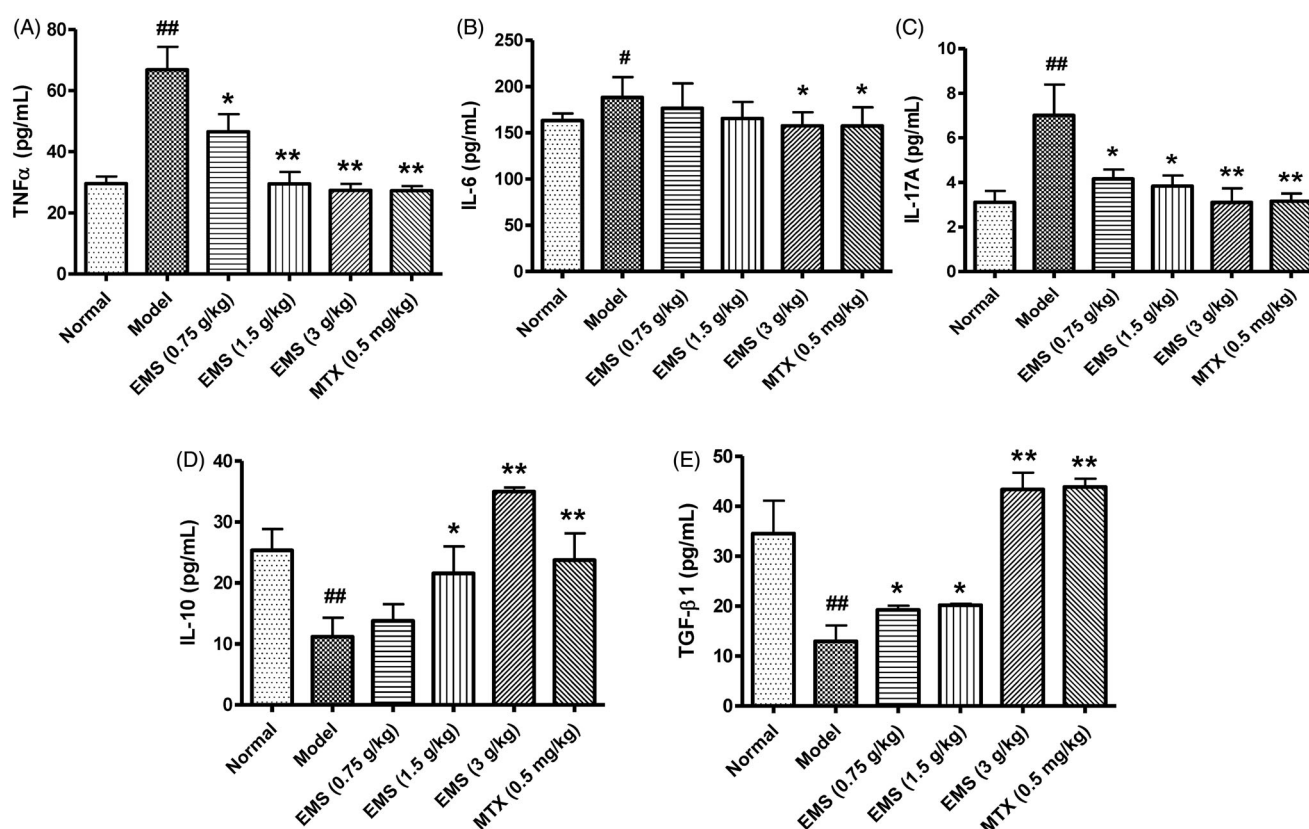 (A)
TNFα (pg/mL)
80
60
40
20
0
##
*
**
**
**
Normal
Model
EMS (0.75 g/kg)
EMS (1.5 g/kg)
EMS (3 g/kg)
MTX (0.5 mg/kg)
(B)
IL-6 (pg/mL)
250
200
150
100
50
0
#
*
*
Normal
Model
EMS (0.75 g/kg)
EMS (1.5 g/kg)
EMS (3 g/kg)
MTX (0.5 mg/kg)
(C)
IL-17A (pg/mL)
10
8
6
4
2
0
##
*
*
**
**
Normal
Model
EMS (0.75 g/kg)
EMS (1.5 g/kg)
EMS (3 g/kg)
MTX (0.5 mg/kg)
(D)
IL-10 (pg/mL)
40
30
20
10
0
##
*
**
**
Normal
Model
EMS (0.75 g/kg)
EMS (1.5 g/kg)
EMS (3 g/kg)
MTX (0.5 mg/kg)
(E)
TGF-β1 (pg/mL)
50
40
30
20
10
0
##
*
*
**
**
Normal
Model
EMS (0.75 g/kg)
EMS (1.5 g/kg)
EMS (3 g/kg)
MTX (0.5 mg/kg)